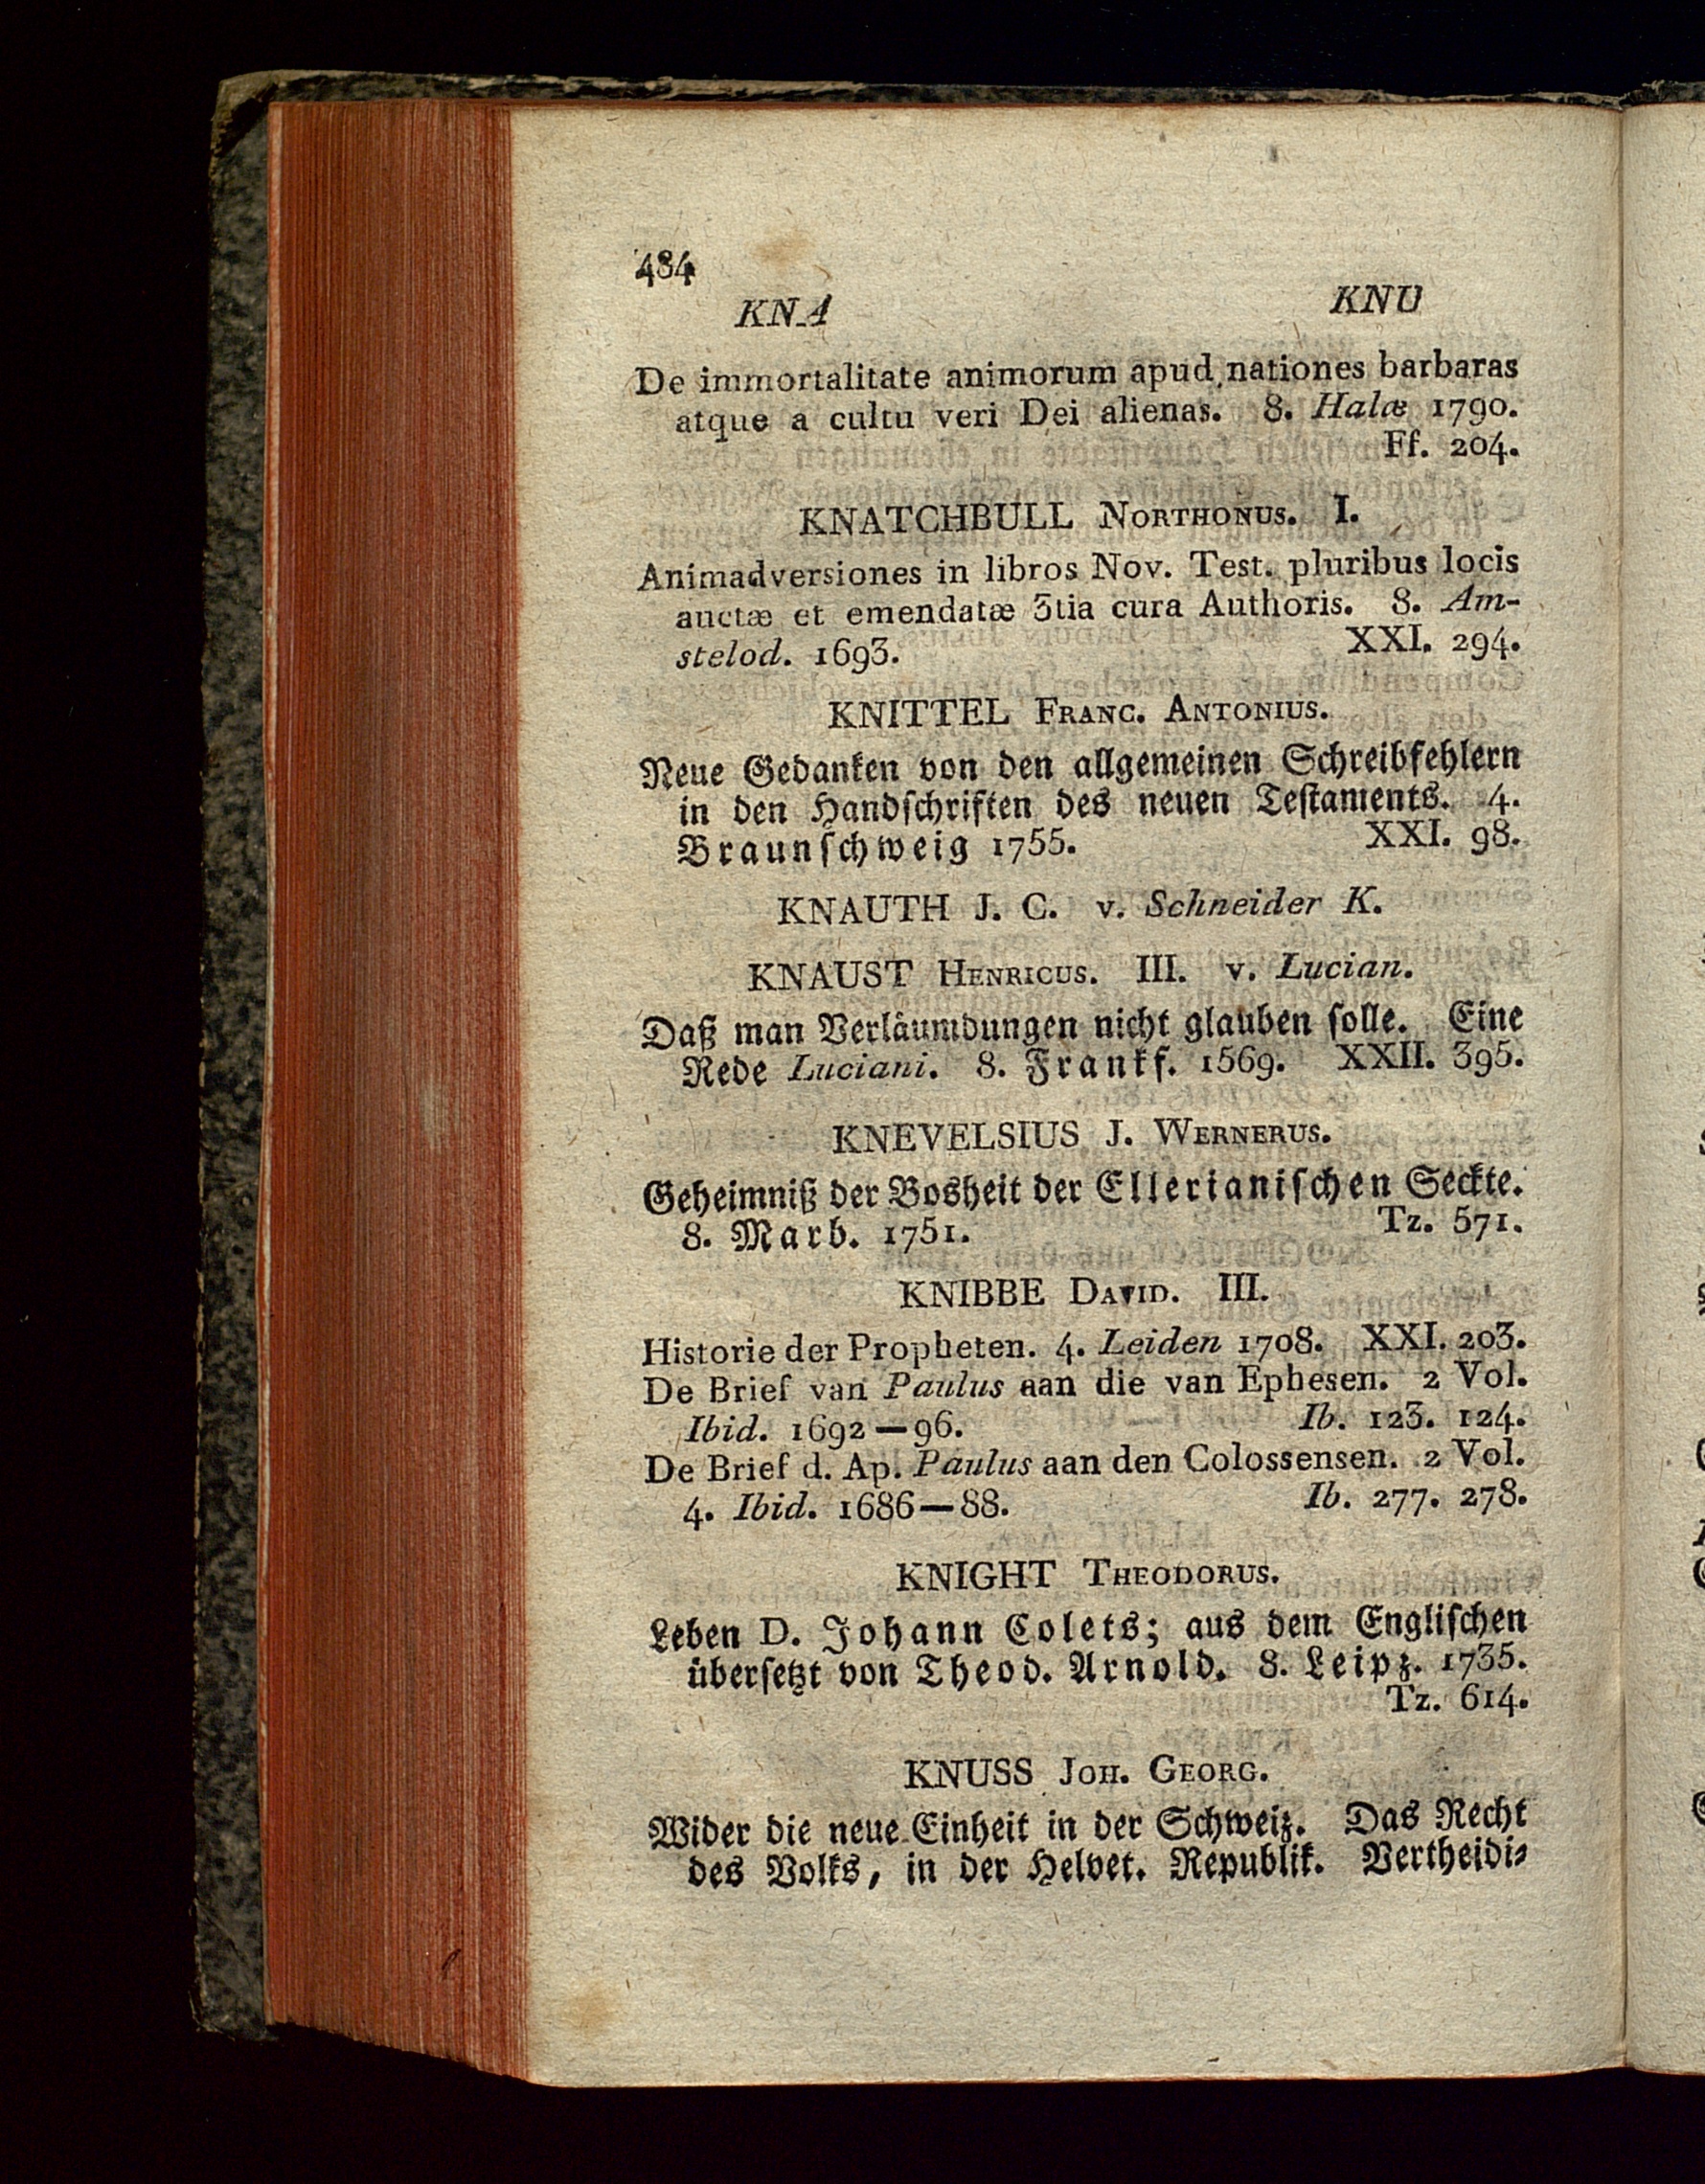 484
KNA KNU
De immortalitate animorum apud nationes barbaras
atque a cultu veri Dei alienas. 8. Halæ 1790.
Ff. 204.
KNATCHBULL Northonus. I.
Animadversiones in libros Nov. Test. pluribus locis
auctæ et emendatæ 3tia cura Authoris. 8. Am-
stelod. 1693. XXI. 294.
KNITTEL Franc. Antonius.
Neue Gedanken von den allgemeinen Schreibfehlern
in den Handſchriften des neuen Teſtaments. 4.
Braunſchweig 1755. XXI. 98.
KNAUTH J. C. v. Schneider K.
KNAUST Henricus. III. v. Lucian.
Daß man Verläumdungen nicht glauben ſolle. Eine
Rede Luciani. 8. Frankf. 1569. XXII. 395.
KNEVELSIUS J. Wernerus.
Geheimniß der Bosheit der Ellerianiſchen Seckte.
8. Marb. 1751. Tz. 571.
KNIBBE David. III.
Historie der Propheten. 4. Leiden 1708. XXI. 203.
De Brief van Paulus aan die van Ephesen. 2 Vol.
Ibid. 1692—96. Ib. 123. 124.
De Brief d. Ap. Paulus aan den Colossensen. 2 Vol.
4. Ibid. 1686—88. Ib. 277. 278.
KNIGHT Theodorus.
Leben D. Johann Colets; aus dem Engliſchen
überſetzt von Theod. Arnold. 8. Leipz. 1735.
Tz. 614.
KNUSS Joh. Georg.
Wider die neue Einheit in der Schweiz. Das Recht
des Volks, in der Helvet. Republik. Vertheidi⸗